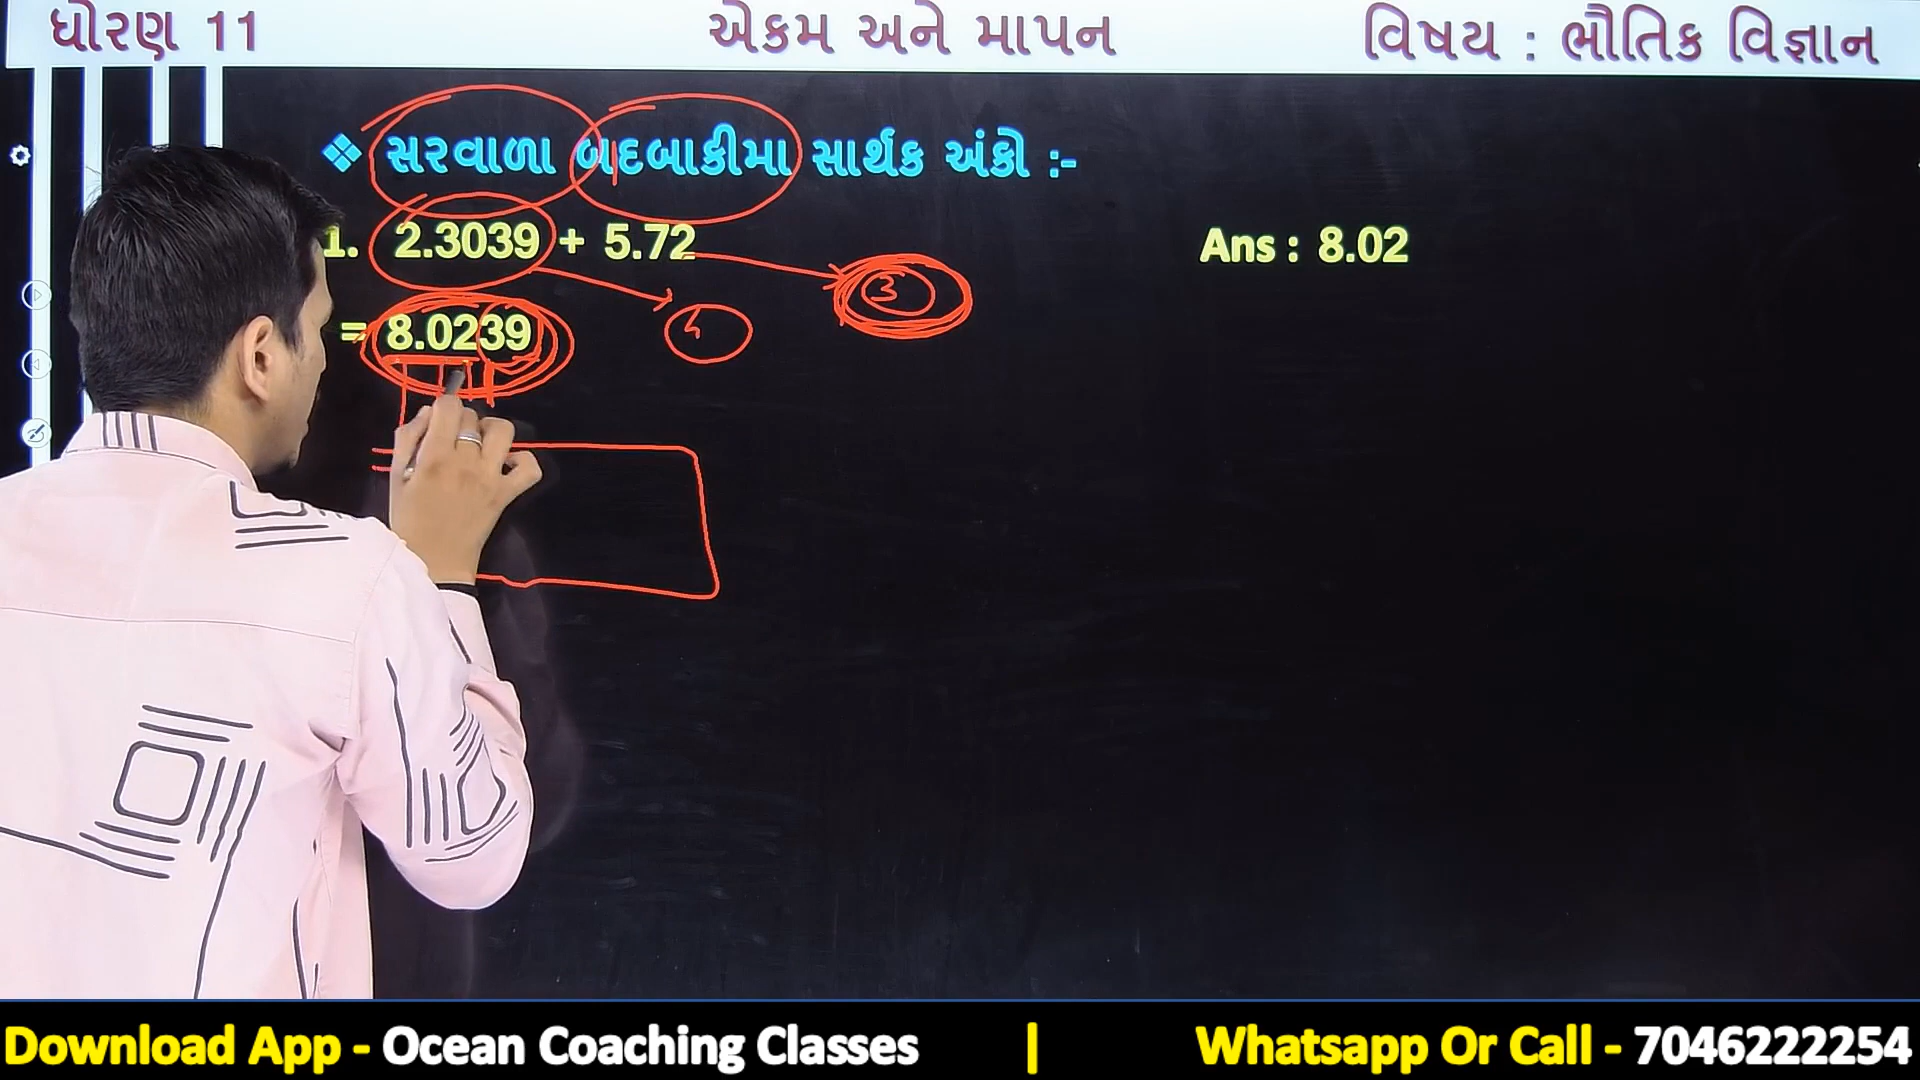 ધોરણ 11 એકમ અને માપન વિષય : ભૌતિક વિજ્ઞાન
❖ સરવાળા બાદબાકીમા સાર્થક અંકો :-
1. 2.3039 + 5.72 Ans : 8.02
3
= 8.0239 ५
Download App - Ocean Coaching Classes | Whatsapp Or Call - 7046222254